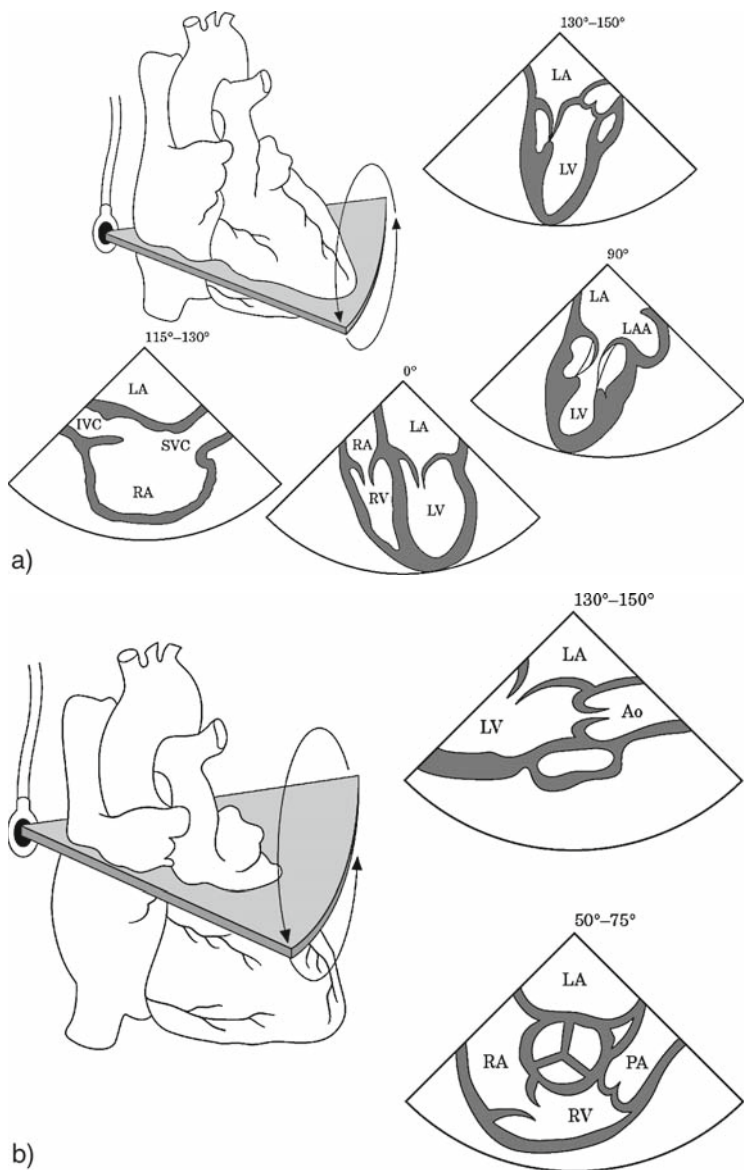 130°–150°
LA
LV
90°
LA
LAA
LV
115°–130°
LA
IVC
SVC
RA
0°
RA
LA
RV
LV
a)
130°–150°
LA
LV
Ao
50°–75°
LA
RA
PA
RV
b)